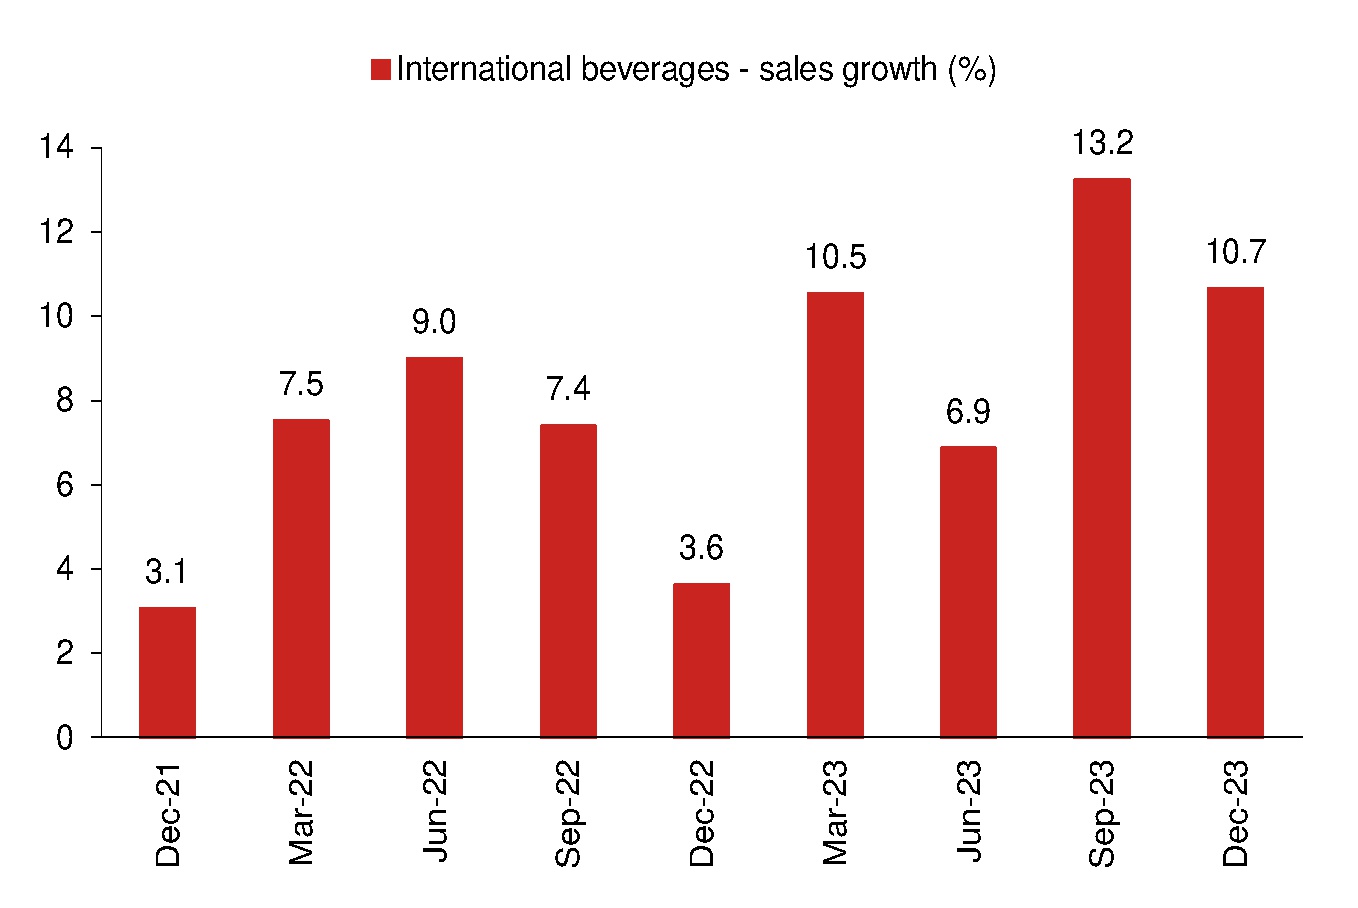 International beverages - sales growth (%)
14
12
10
8
6
4
2
0
3.1
7.5
9.0
7.4
3.6
10.5
6.9
13.2
10.7
Dec-21
Mar-22
Jun-22
Sep-22
Dec-22
Mar-23
Jun-23
Sep-23
Dec-23